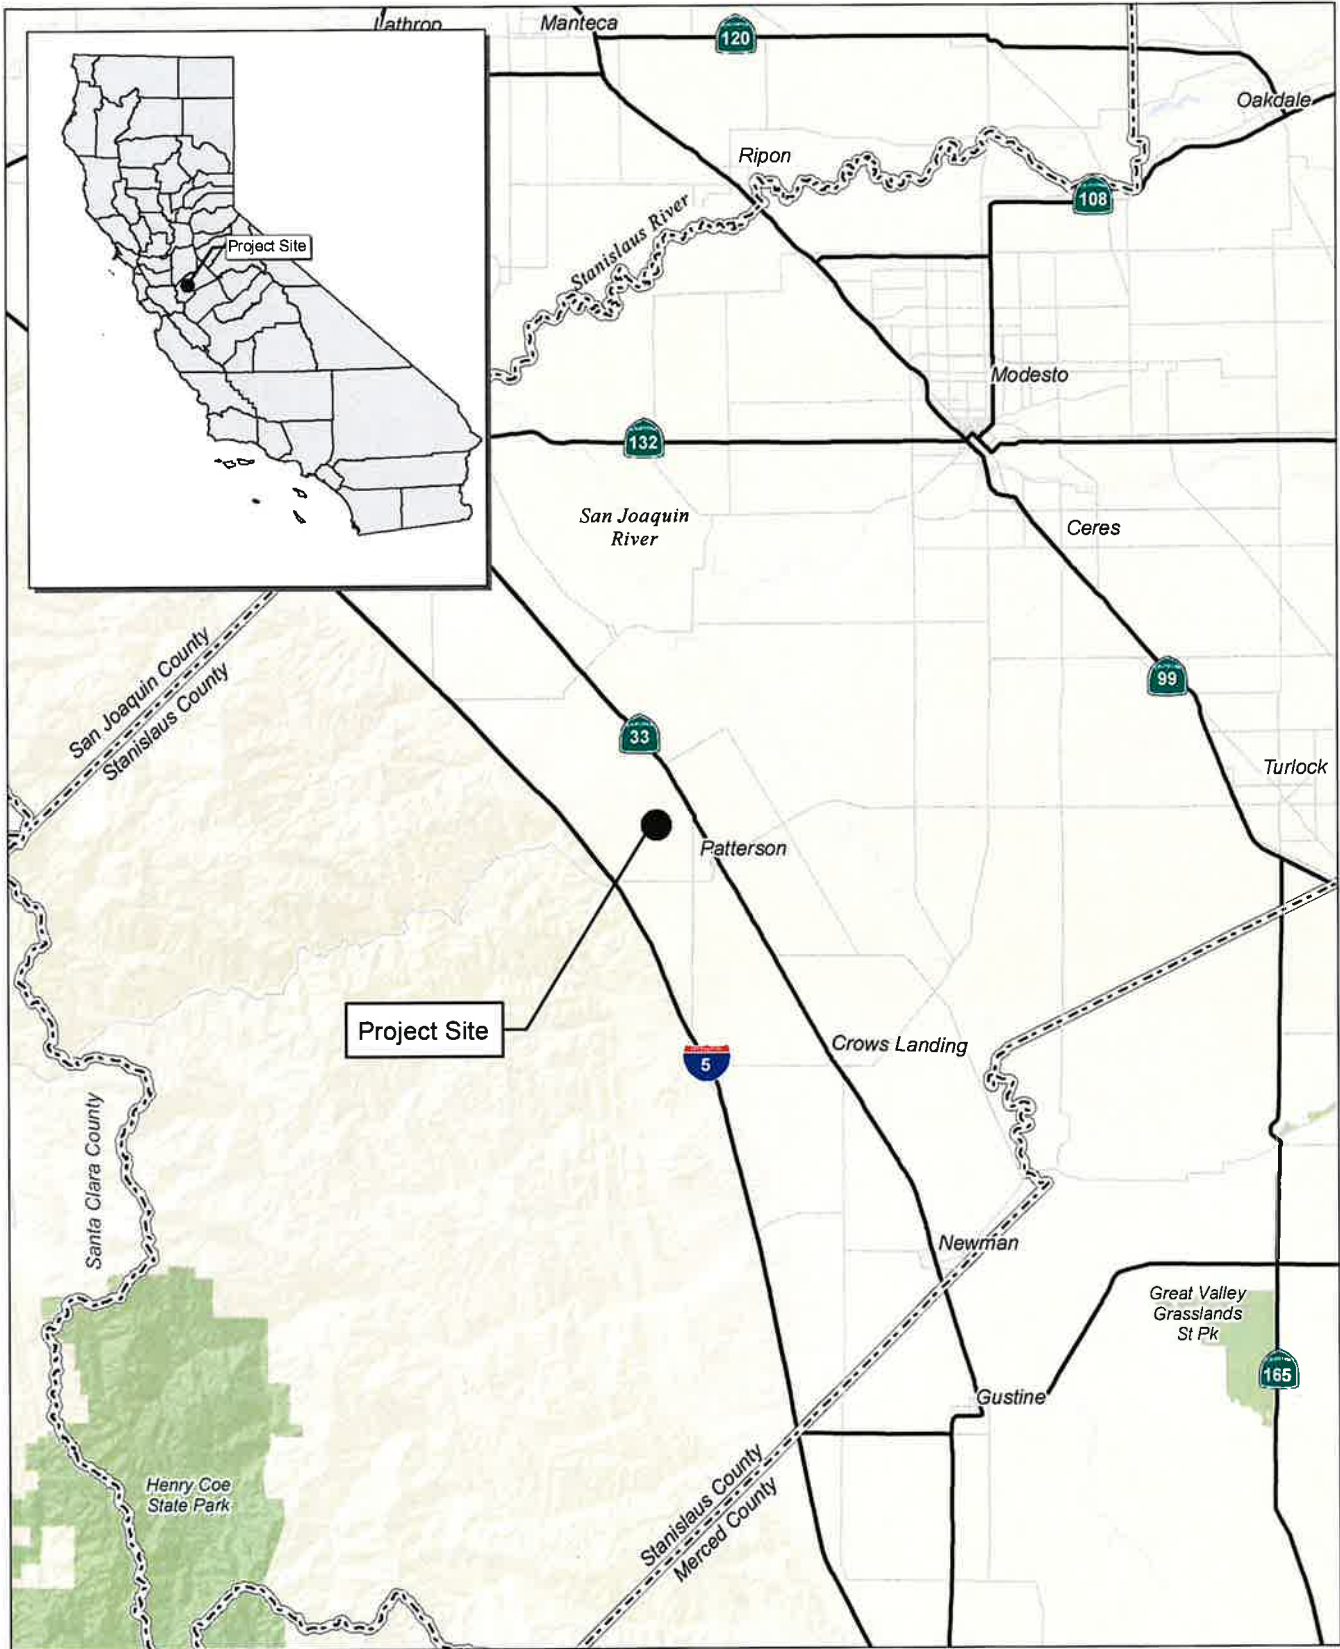 Lathrop
Manteca
120
Oakdale
Project Site
Ripon
108
Stanislaus River
Modesto
132
San Joaquin
River
Ceres
San Joaquin County
Stanislaus County
99
33
Turlock
Patterson
Project Site
Crows Landing
5
Santa Clara County
Newman
Great Valley
Grasslands
St Pk
165
Gustine
Henry Coe
State Park
Stanislaus County
Merced County